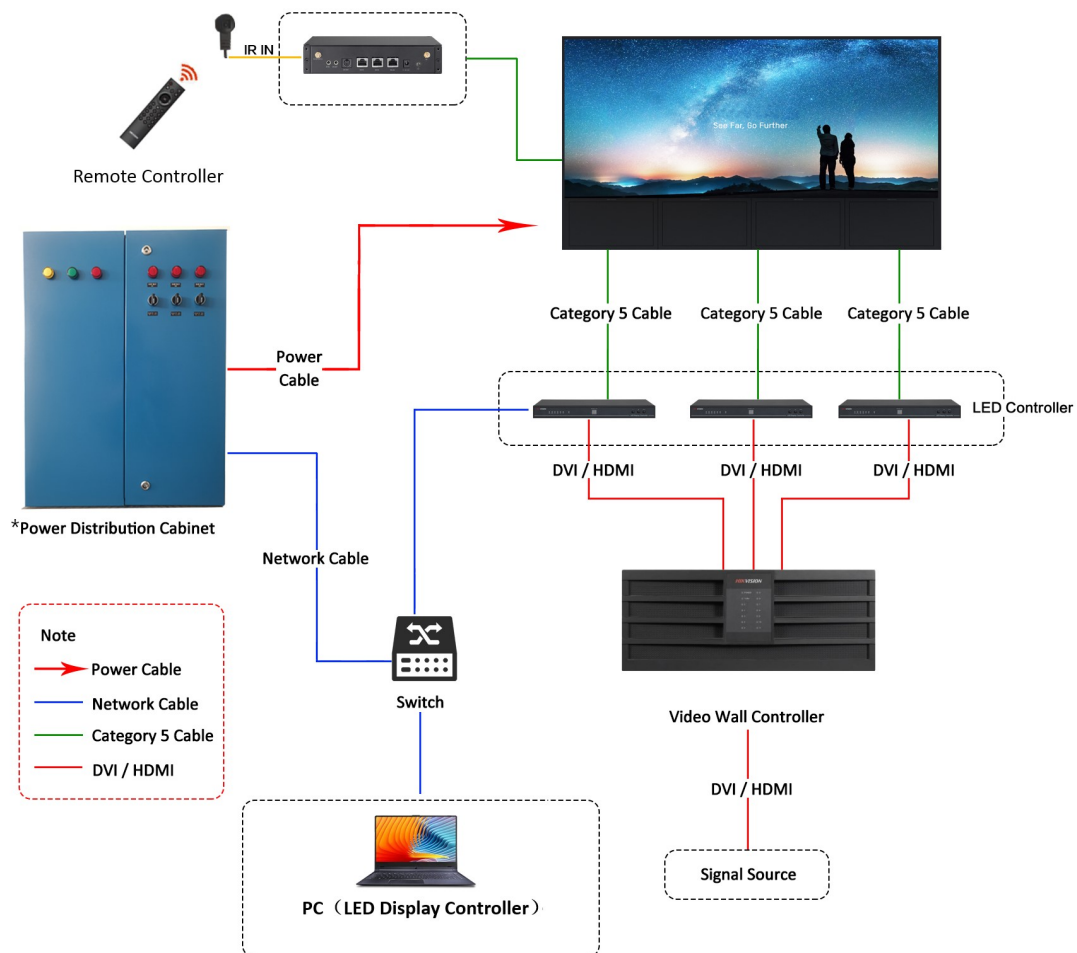 IR IN
See Far, Go Further
Remote Controller
Category 5 Cable
Category 5 Cable
Category 5 Cable
Power
Cable
LED Controller
DVI / HDMI
DVI / HDMI
DVI / HDMI
*Power Distribution Cabinet
Network Cable
HIKVISION
Note
Power Cable
Network Cable
Category 5 Cable
DVI / HDMI
Switch
Video Wall Controller
DVI / HDMI
Signal Source
PC（LED Display Controller）